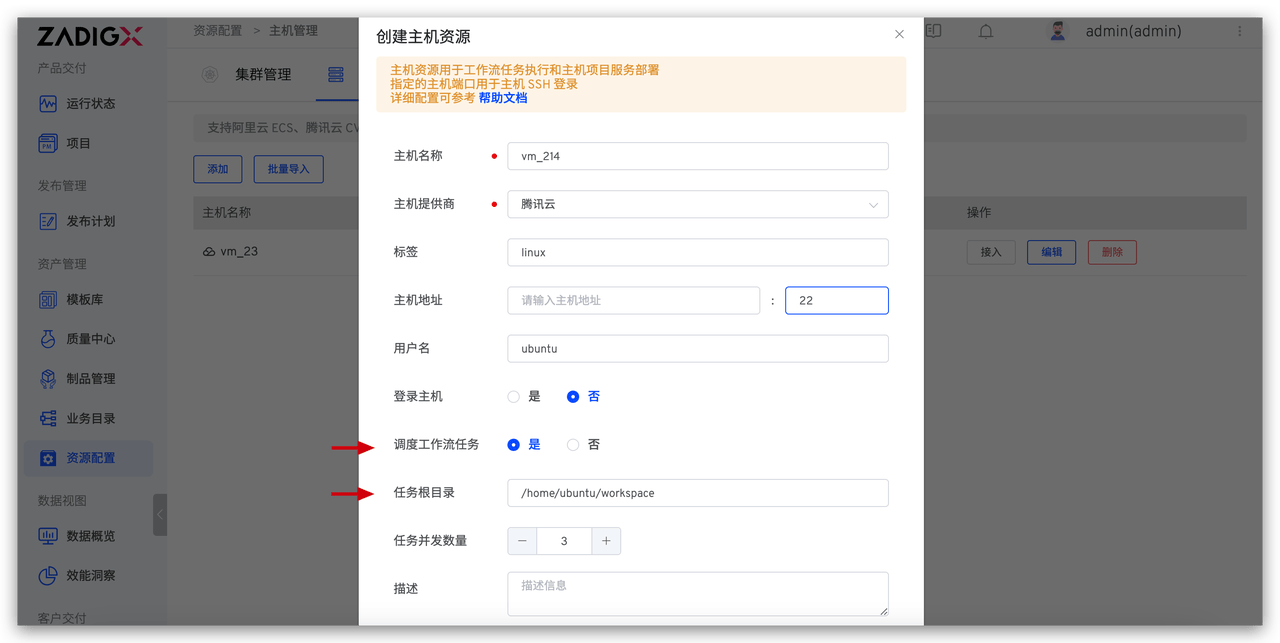 ZADIGX
资源配置 > 主机管理
admin(admin)
产品交付
运行状态
项目
发布管理
发布计划
资产管理
模板库
质量中心
制品管理
业务目录
资源配置
数据视图
数据概览
效能洞察
客户交付
集群管理
支持阿里云 ECS、腾讯云 CV
添加
批量导入
主机名称
操作
vm_23
接入
编辑
删除
创建主机资源
主机资源用于工作流任务执行和主机项目服务部署
指定的主机端口用于主机 SSH 登录
详细配置可参考 帮助文档
主机名称 vm_214
主机提供商 腾讯云
标签 linux
主机地址 请输入主机地址 : 22
用户名 ubuntu
登录主机 是 否
调度工作流任务 是 否
任务根目录 /home/ubuntu/workspace
任务并发数量 − 3 +
描述 描述信息